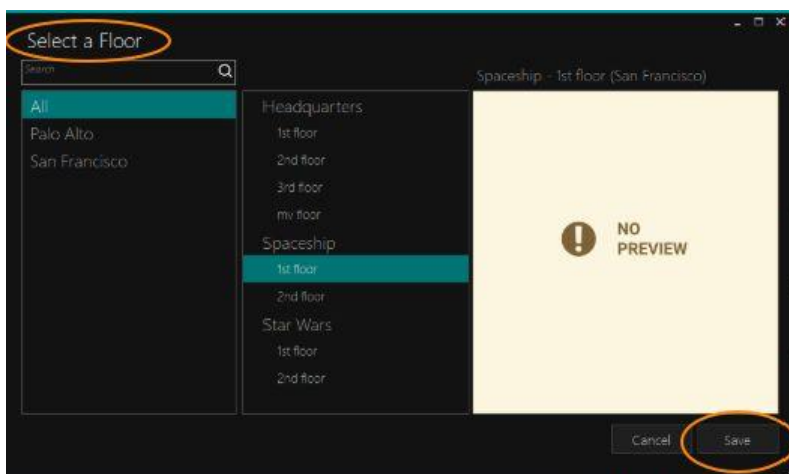 Select a Floor
Search
Spaceship - 1st floor (San Francisco)
All
Palo Alto
San Francisco
Headquarters
1st floor
2nd floor
3rd floor
mv floor
Spaceship
1st floor
2nd floor
Star Wars
1st floor
2nd floor
NO
PREVIEW
Cancel
Save